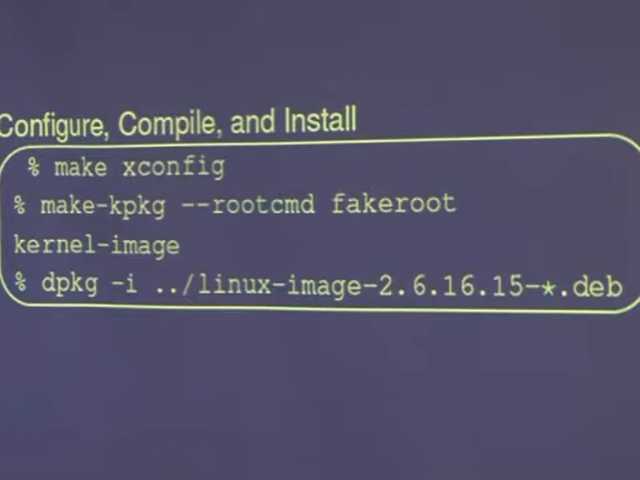 Configure, Compile, and Install
% make xconfig
% make-kpkg --rootcmd fakeroot
kernel-image
% dpkg -i ../linux-image-2.6.16.15-*.deb